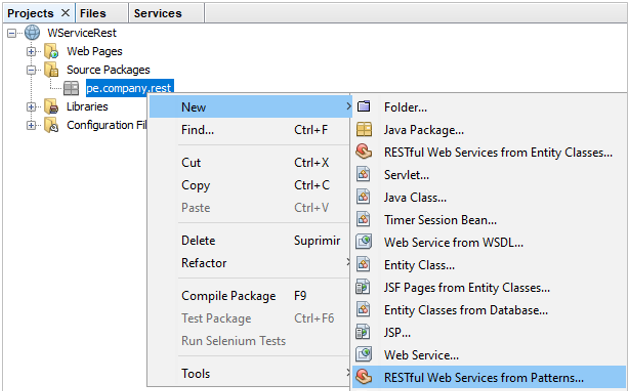 Projects X Files Services
WServiceRest
Web Pages
Source Packages
pe.company.rest
Libraries
Configuration Fil
New
Find... Ctrl+F
Cut Ctrl+X
Copy Ctrl+C
Paste Ctrl+V
Delete Suprimir
Refactor
Compile Package F9
Test Package Ctrl+F6
Run Selenium Tests
Tools
Folder...
Java Package...
RESTful Web Services from Entity Classes...
Servlet...
Java Class...
Timer Session Bean...
Web Service from WSDL...
Entity Class...
JSF Pages from Entity Classes...
Entity Classes from Database...
JSP...
Web Service...
RESTful Web Services from Patterns...